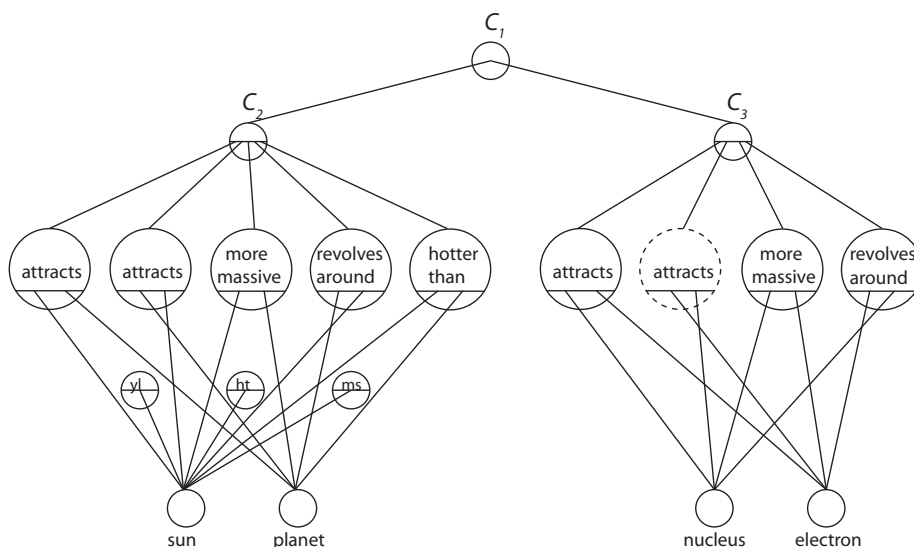 C₁
C₂
C₃
attracts
attracts
more
massive
revolves
around
hotter
than
attracts
attracts
more
massive
revolves
around
yl
ht
ms
sun
planet
nucleus
electron